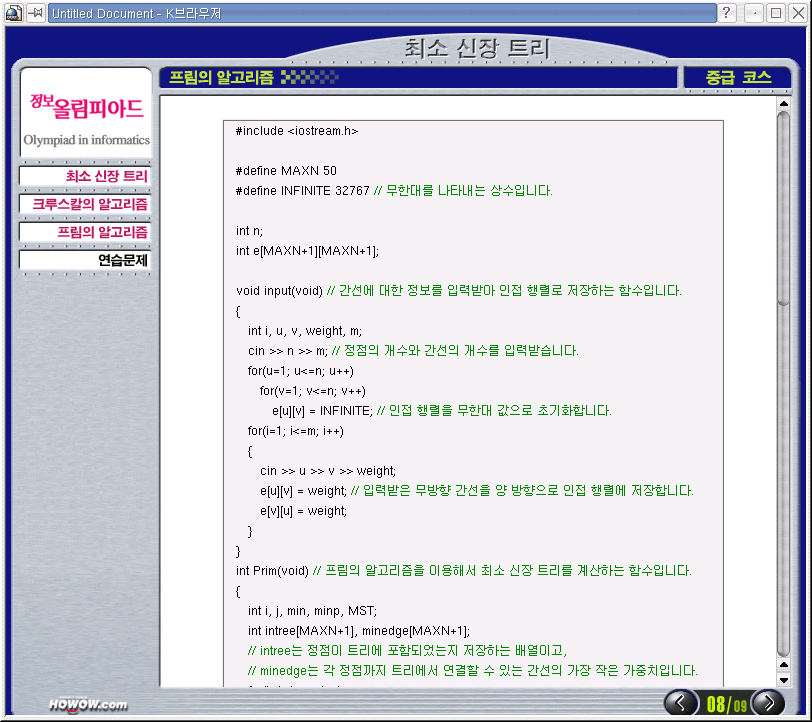 Untitled Document - K브라우저
최소 신장 트리
프림의 알고리즘
중급 코스
정보올림피아드
Olympiad in informatics
최소 신장 트리
크루스칼의 알고리즘
프림의 알고리즘
연습문제
#include <iostream.h>
#define MAXN 50
#define INFINITE 32767 // 무한대를 나타내는 상수입니다.
int n;
int e[MAXN+1][MAXN+1];
void input(void) // 간선에 대한 정보를 입력받아 인접 행렬로 저장하는 함수입니다.
{
int i, u, v, weight, m;
cin >> n >> m; // 정점의 개수와 간선의 개수를 입력받습니다.
for(u=1; u<=n; u++)
for(v=1; v<=n; v++)
e[u][v] = INFINITE; // 인접 행렬을 무한대 값으로 초기화합니다.
for(i=1; i<=m; i++)
{
cin >> u >> v >> weight;
e[u][v] = weight; // 입력받은 무방향 간선을 양 방향으로 인접 행렬에 저장합니다.
e[v][u] = weight;
}
}
int Prim(void) // 프림의 알고리즘을 이용해서 최소 신장 트리를 계산하는 함수입니다.
{
int i, j, min, minp, MST;
int intree[MAXN+1], minedge[MAXN+1];
// intree는 정점이 트리에 포함되었는지 저장하는 배열이고,
// minedge는 각 정점까지 트리에서 연결할 수 있는 간선의 가장 작은 가중치입니다.
HOWOW.com
08/09